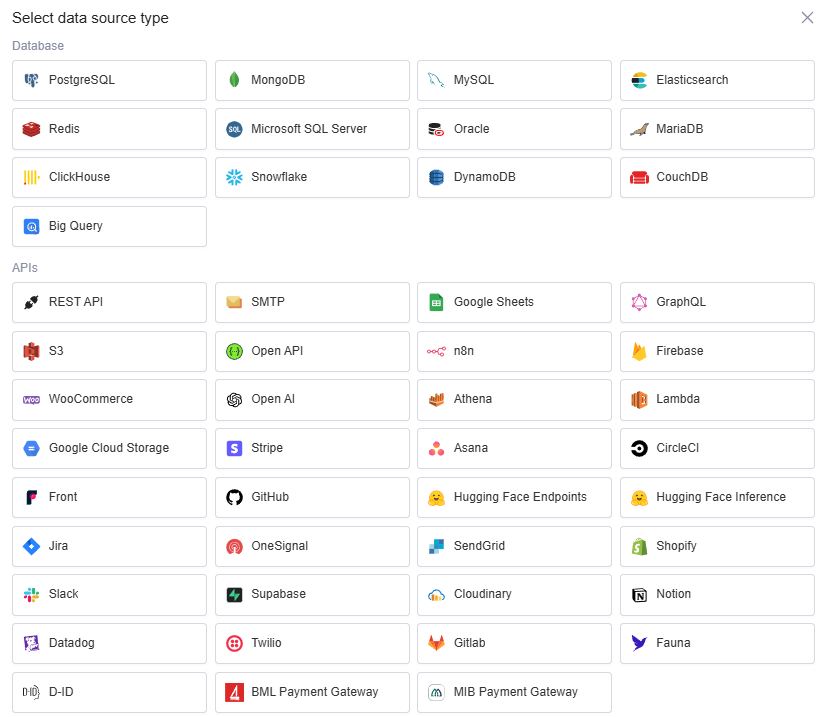 Select data source type
Database
PostgreSQL
MongoDB
MySQL
Elasticsearch
Redis
SQL
Microsoft SQL Server
Oracle
MariaDB
ClickHouse
Snowflake
DynamoDB
CouchDB
Big Query
APIs
REST API
SMTP
Google Sheets
GraphQL
S3
Open API
n8n
Firebase
WOO
WooCommerce
Open AI
Athena
Lambda
Google Cloud Storage
S
Stripe
Asana
CircleCI
Front
GitHub
Hugging Face Endpoints
Hugging Face Inference
Jira
OneSignal
SendGrid
S
Shopify
Slack
Supabase
Cloudinary
N
Notion
Datadog
Twilio
Gitlab
Fauna
D-ID
D-ID
BML Payment Gateway
MIB Payment Gateway